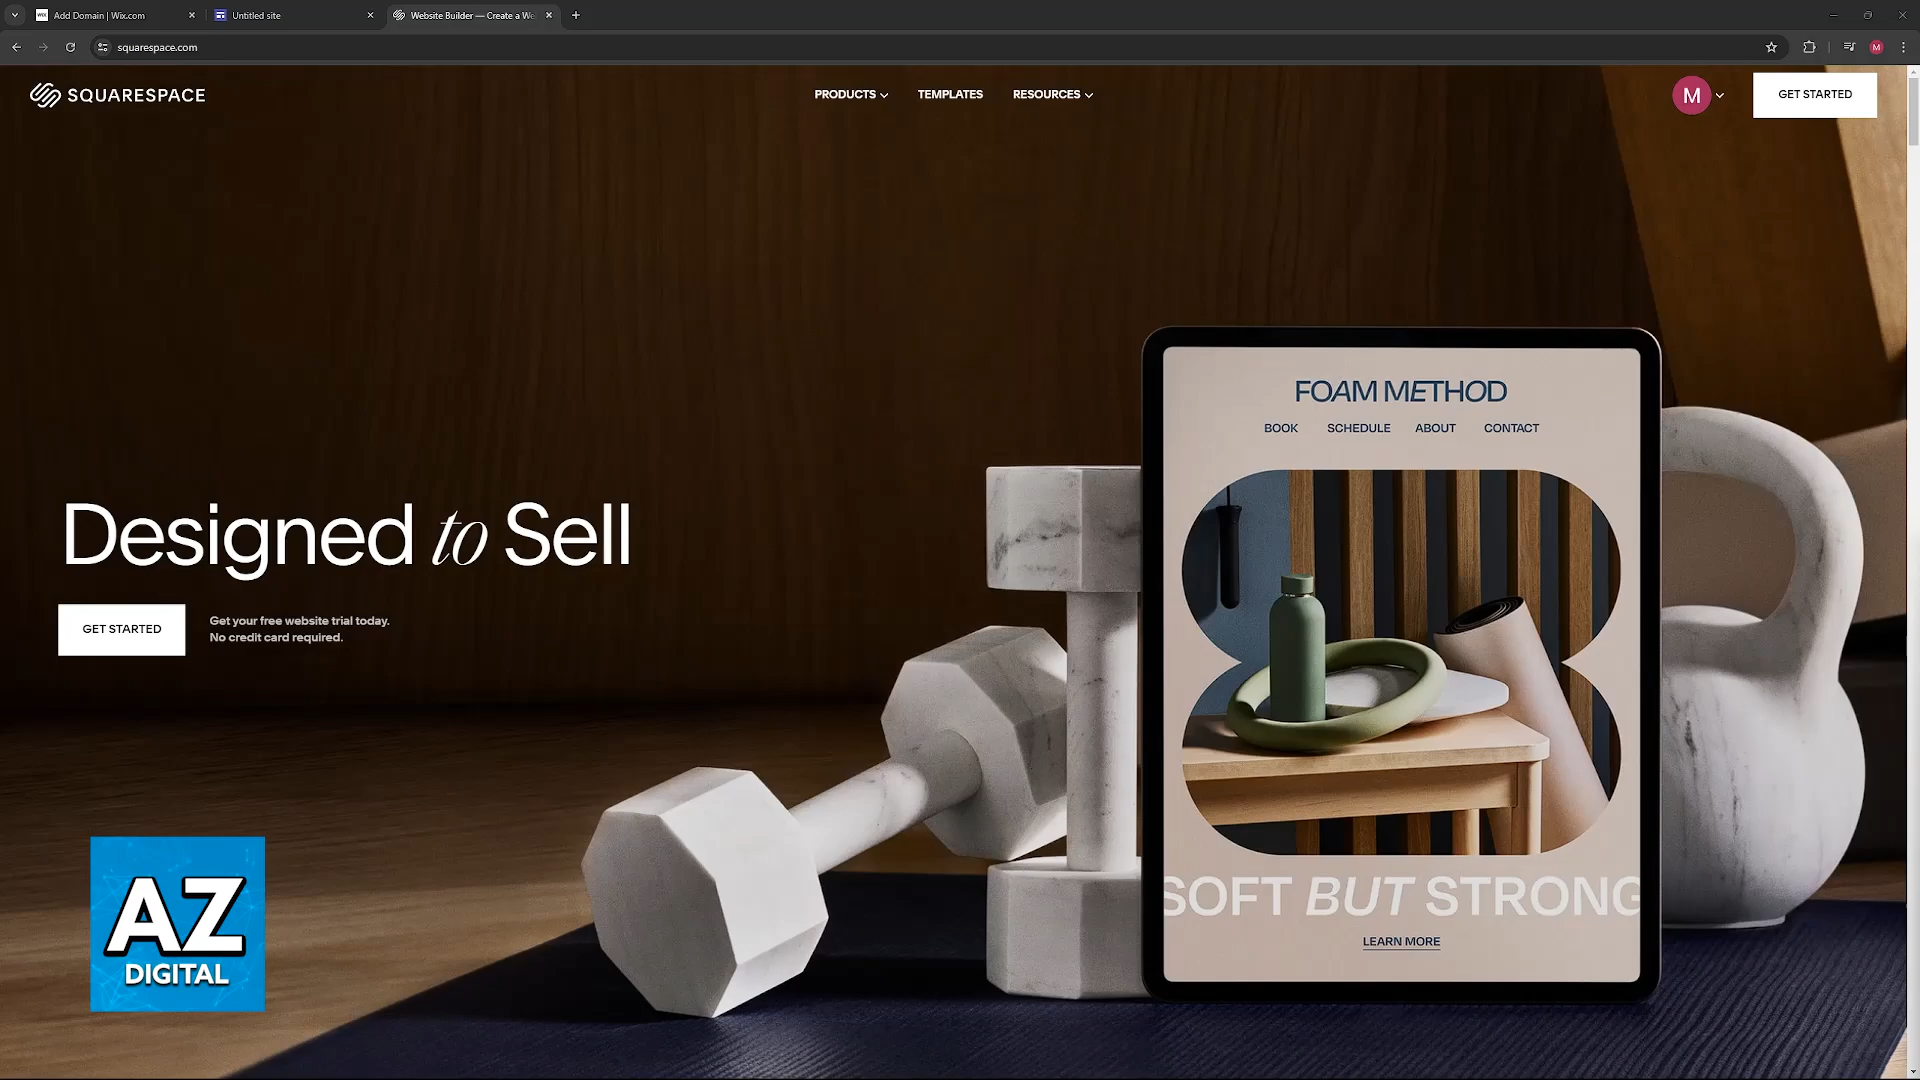 Add Domain | Wix.com
Untitled site
Website Builder — Create a We
squarespace.com
M
SQUARESPACE
PRODUCTS
TEMPLATES
RESOURCES
M
GET STARTED
FOAM METHOD
BOOK
SCHEDULE
ABOUT
CONTACT
Designed to Sell
GET STARTED
Get your free website trial today.
No credit card required.
SOFT BUT STRONG
LEARN MORE
AZ
DIGITAL